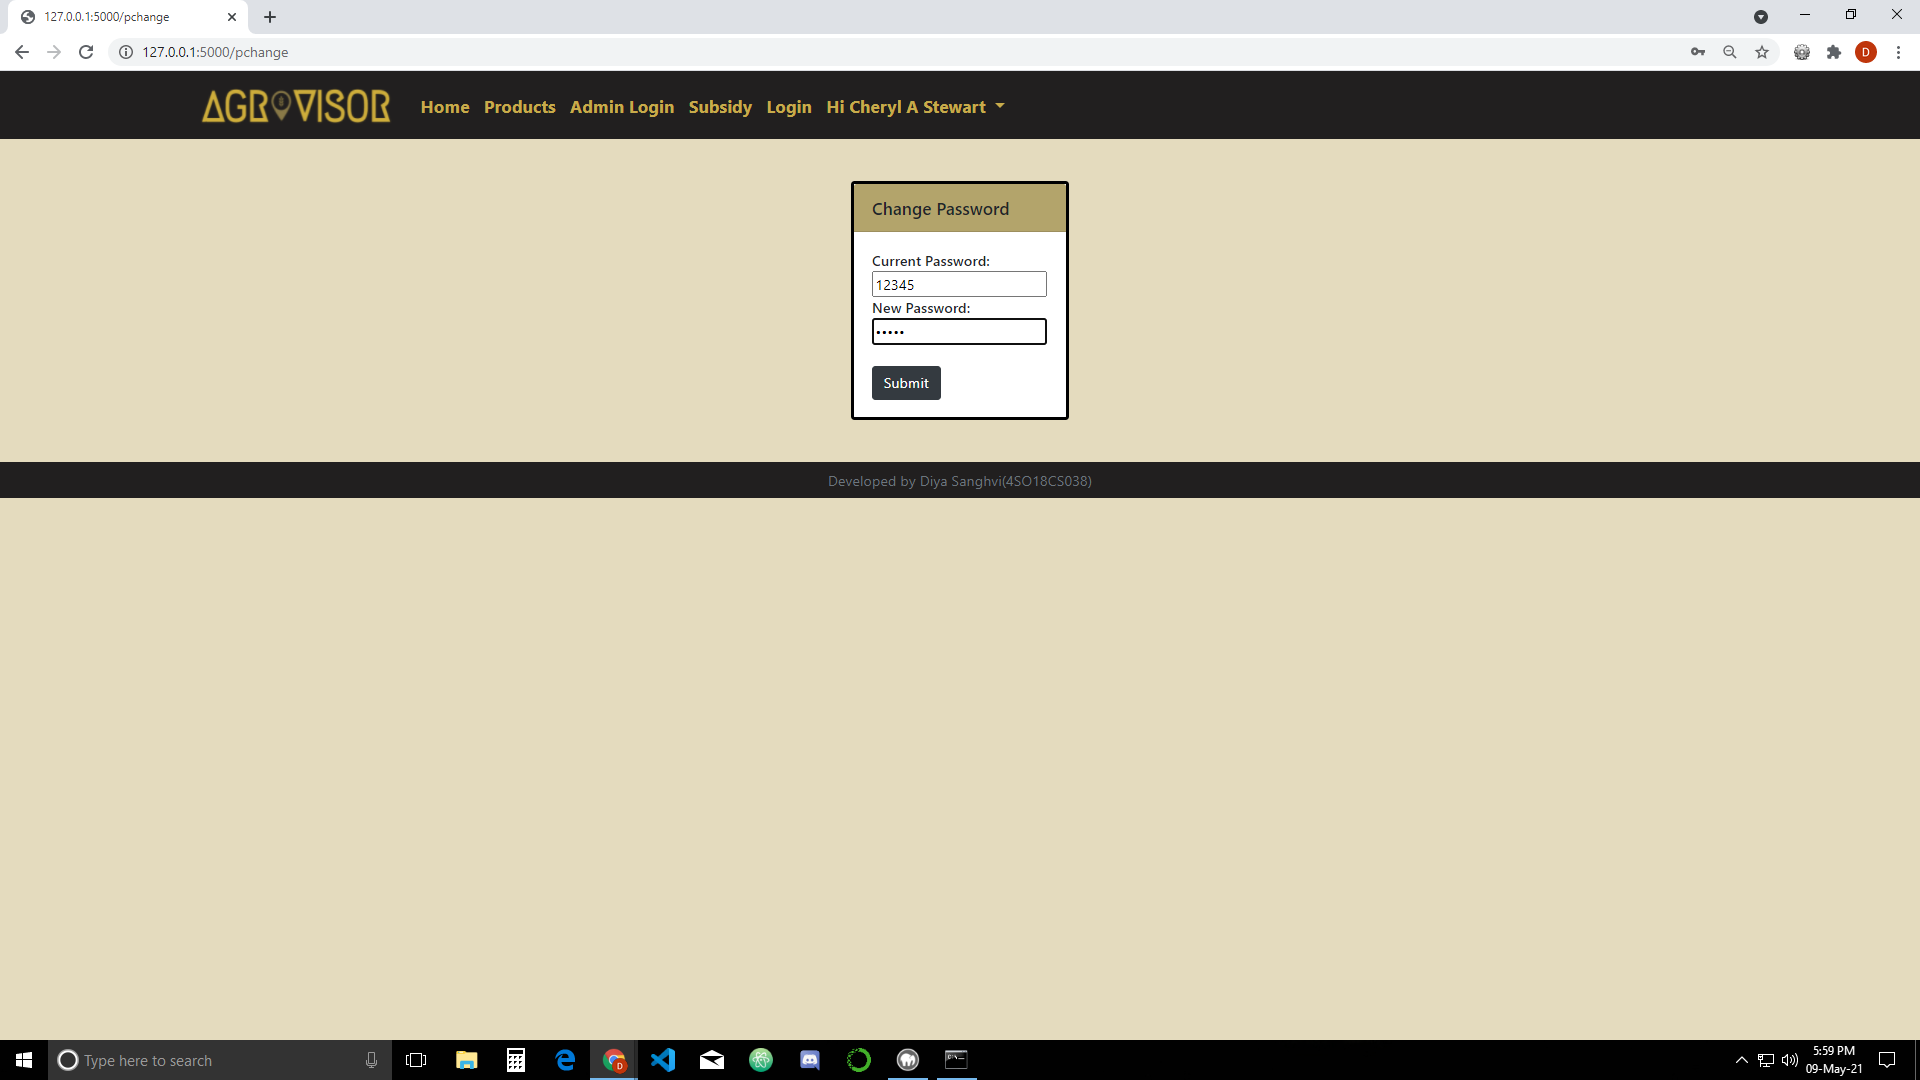 127.0.0.1:5000/pchange
127.0.0.1:5000/pchange
D
AGROVISOR Home Products Admin Login Subsidy Login Hi Cheryl A Stewart
Change Password
Current Password:
12345
New Password:
•••••
Submit
Developed by Diya Sanghvi(4SO18CS038)
Type here to search
D
5:59 PM
09-May-21